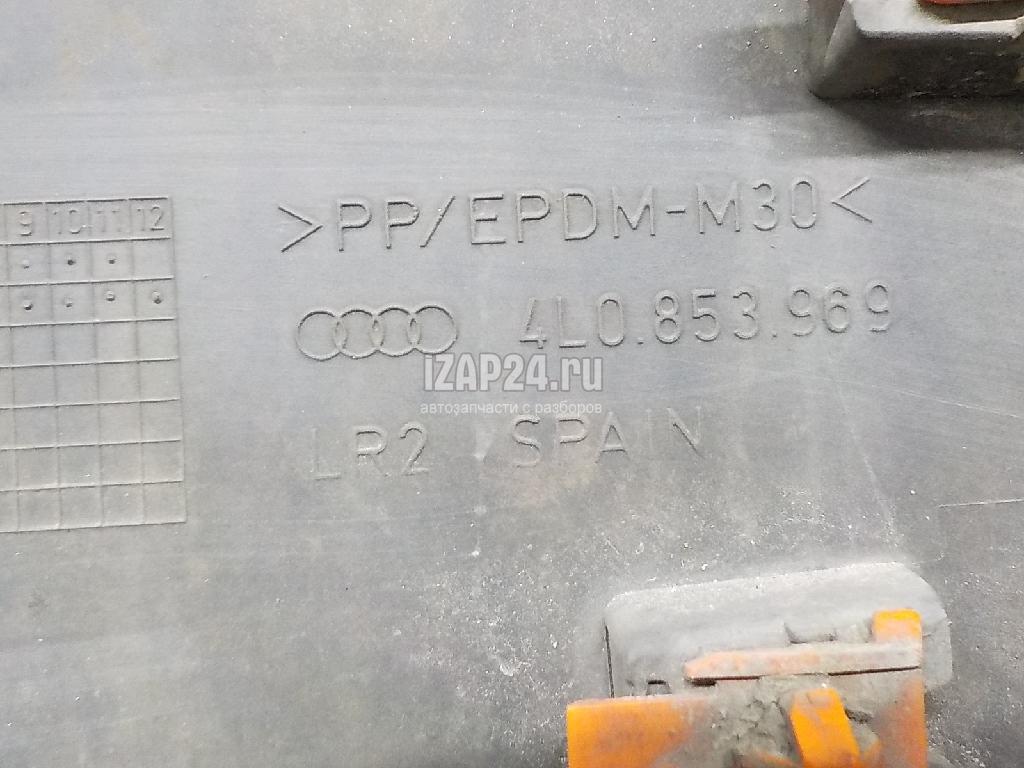 >PP/EPDM-M30<
9 10 11 12
4L0.853.969
iZAP24.ru
автозапчасти с разборов
LR2 SPAIN